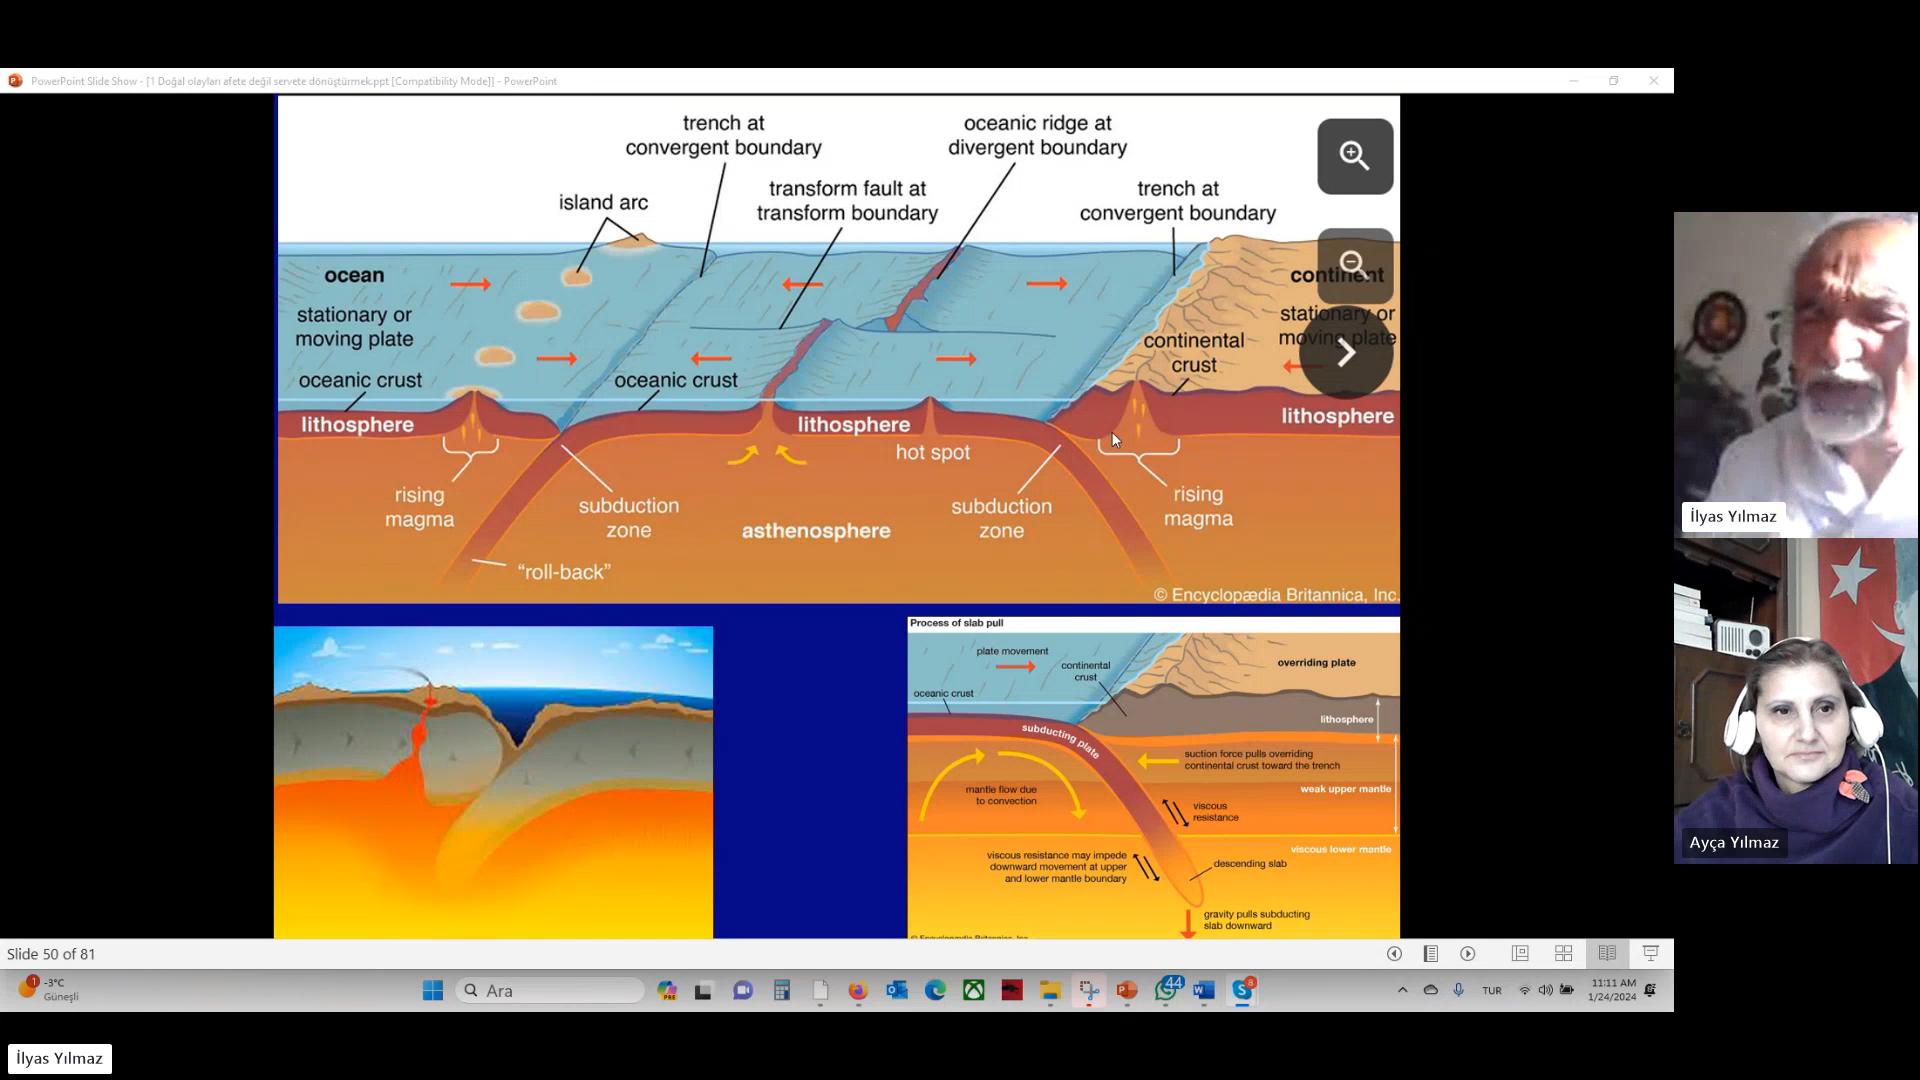 PowerPoint Slide Show - [1 Doğal olayları afete değil servete dönüştürmek.ppt [Compatibility Mode]] - PowerPoint
trench at
convergent boundary
oceanic ridge at
divergent boundary
island arc
transform fault at
transform boundary
trench at
convergent boundary
ocean
stationary or
moving plate
oceanic crust
oceanic crust
continent
stationary or
moving plate
continental
crust
lithosphere
lithosphere
lithosphere
hot spot
rising
magma
subduction
zone
asthenosphere
subduction
zone
rising
magma
"roll-back"
© Encyclopædia Britannica, Inc.
Process of slab pull
plate movement
continental
crust
overriding plate
oceanic crust
subducting plate
lithosphere
suction force pulls overriding
continental crust toward the trench
mantle flow due
to convection
weak upper mantle
viscous
resistance
viscous lower mantle
viscous resistance may impede
downward movement at upper
and lower mantle boundary
descending slab
gravity pulls subducting
slab downward
İlyas Yılmaz
Ayça Yılmaz
Slide 50 of 81
1
-3°C
Güneşli
Ara
PRE
44
8
TUR
11:11 AM
1/24/2024
İlyas Yılmaz